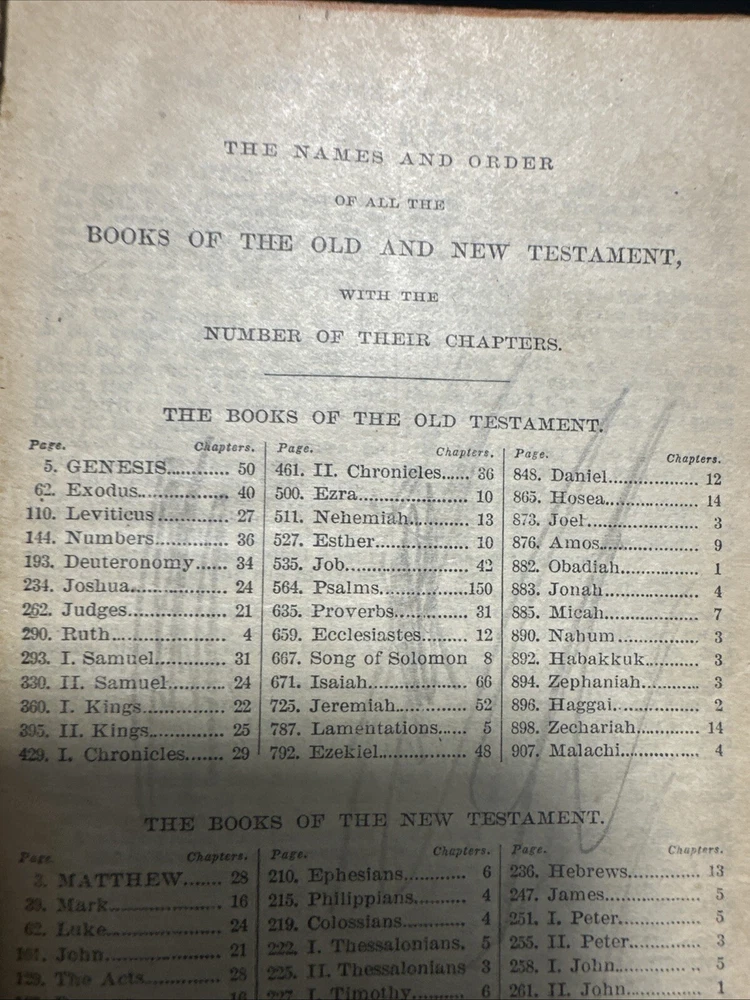 THE NAMES AND ORDER
OF ALL THE
BOOKS OF THE OLD AND NEW TESTAMENT,
WITH THE
NUMBER OF THEIR CHAPTERS.
THE BOOKS OF THE OLD TESTAMENT.
Page. Chapters.
5. GENESIS............ 50
62. Exodus............... 40
110. Leviticus............ 27
144. Numbers............. 36
193. Deuteronomy...... 34
234. Joshua................ 24
262. Judges................ 21
290. Ruth................... 4
293. I. Samuel............ 31
330. II. Samuel.......... 24
360. I. Kings.............. 22
395. II. Kings............. 25
429. I. Chronicles....... 29
Page. Chapters.
461. II. Chronicles...... 36
500. Ezra.................... 10
511. Nehemiah........... 13
527. Esther................. 10
535. Job...................... 42
564. Psalms................150
635. Proverbs............. 31
659. Ecclesiastes........ 12
667. Song of Solomon 8
671. Isaiah.................. 66
725. Jeremiah............. 52
787. Lamentations...... 5
792. Ezekiel................ 48
Page. Chapters.
848. Daniel................. 12
865. Hosea.................. 14
873. Joel..................... 3
876. Amos................... 9
882. Obadiah............... 1
883. Jonah.................. 4
885. Micah.................. 7
890. Nahum................ 3
892. Habakkuk.......... 3
894. Zephaniah........... 3
896. Haggai................ 2
898. Zechariah............ 14
907. Malachi............... 4
THE BOOKS OF THE NEW TESTAMENT.
Page. Chapters.
3. MATTHEW....... 28
39. Mark................... 16
62. Luke................... 24
John................... 21
The Acts.............. 28
16
Page. Chapters.
210. Ephesians............ 6
215. Philippians.......... 4
219. Colossians............ 4
222. I. Thessalonians. 5
225. II. Thessalonians 3
I. Timothy.......... 6
Page. Chapters.
236. Hebrews.............. 13
247. James.................. 5
251. I. Peter................ 5
255. II. Peter.............. 3
258. I. John................. 5
261. II. John............... 1